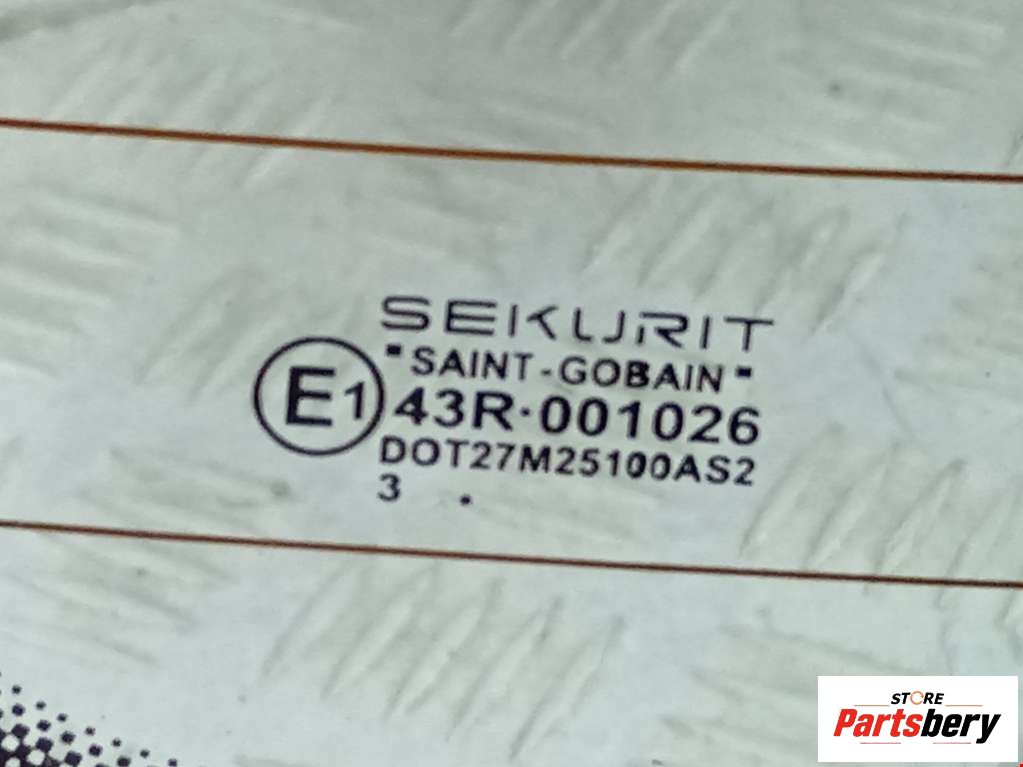 SEKURIT
"SAINT-GOBAIN"
E1 43R·001026
DOT27M25100AS2
3 .
STORE
Partsbery